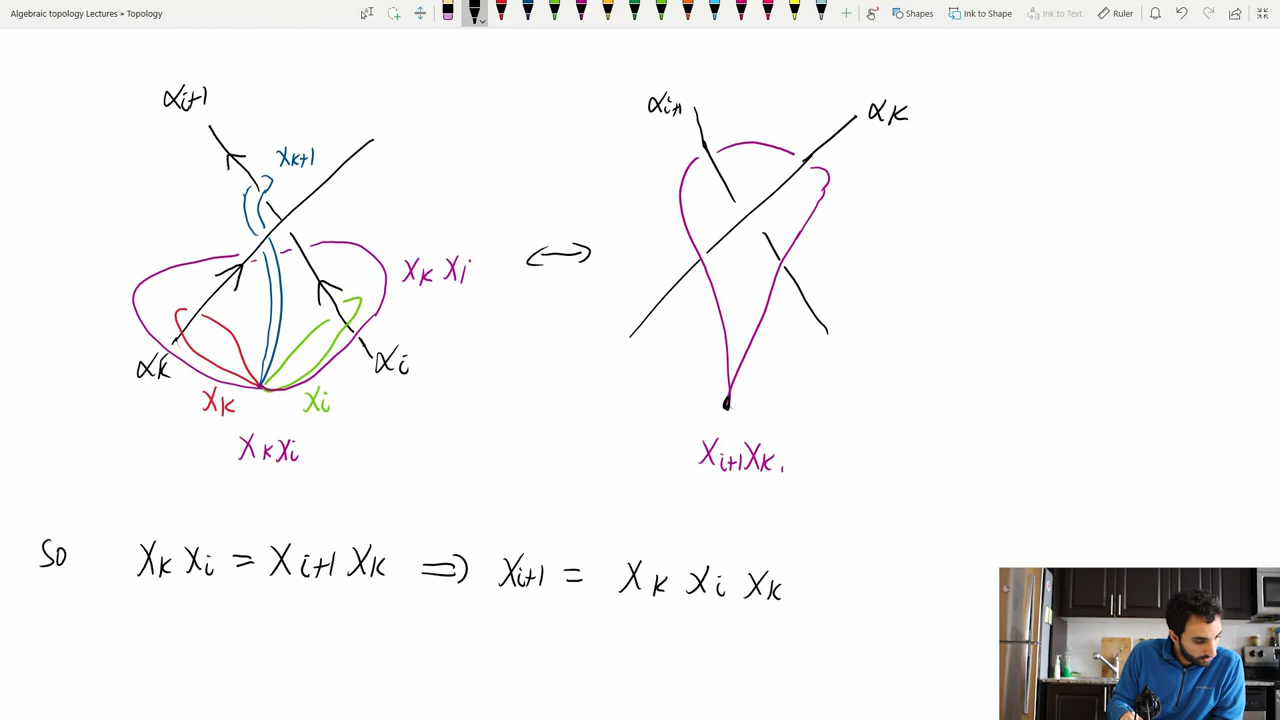 Algebraic topology Lectures » Topology
Shapes Ink to Shape Ink to Text Ruler
αi+1
αi+1
αK
xK+1
xK xi
αK
αi
xK
xi
xK xi
xi+1 xK.
So xK xi = xi+1 xK ⟹ xi+1 = xK xi xK